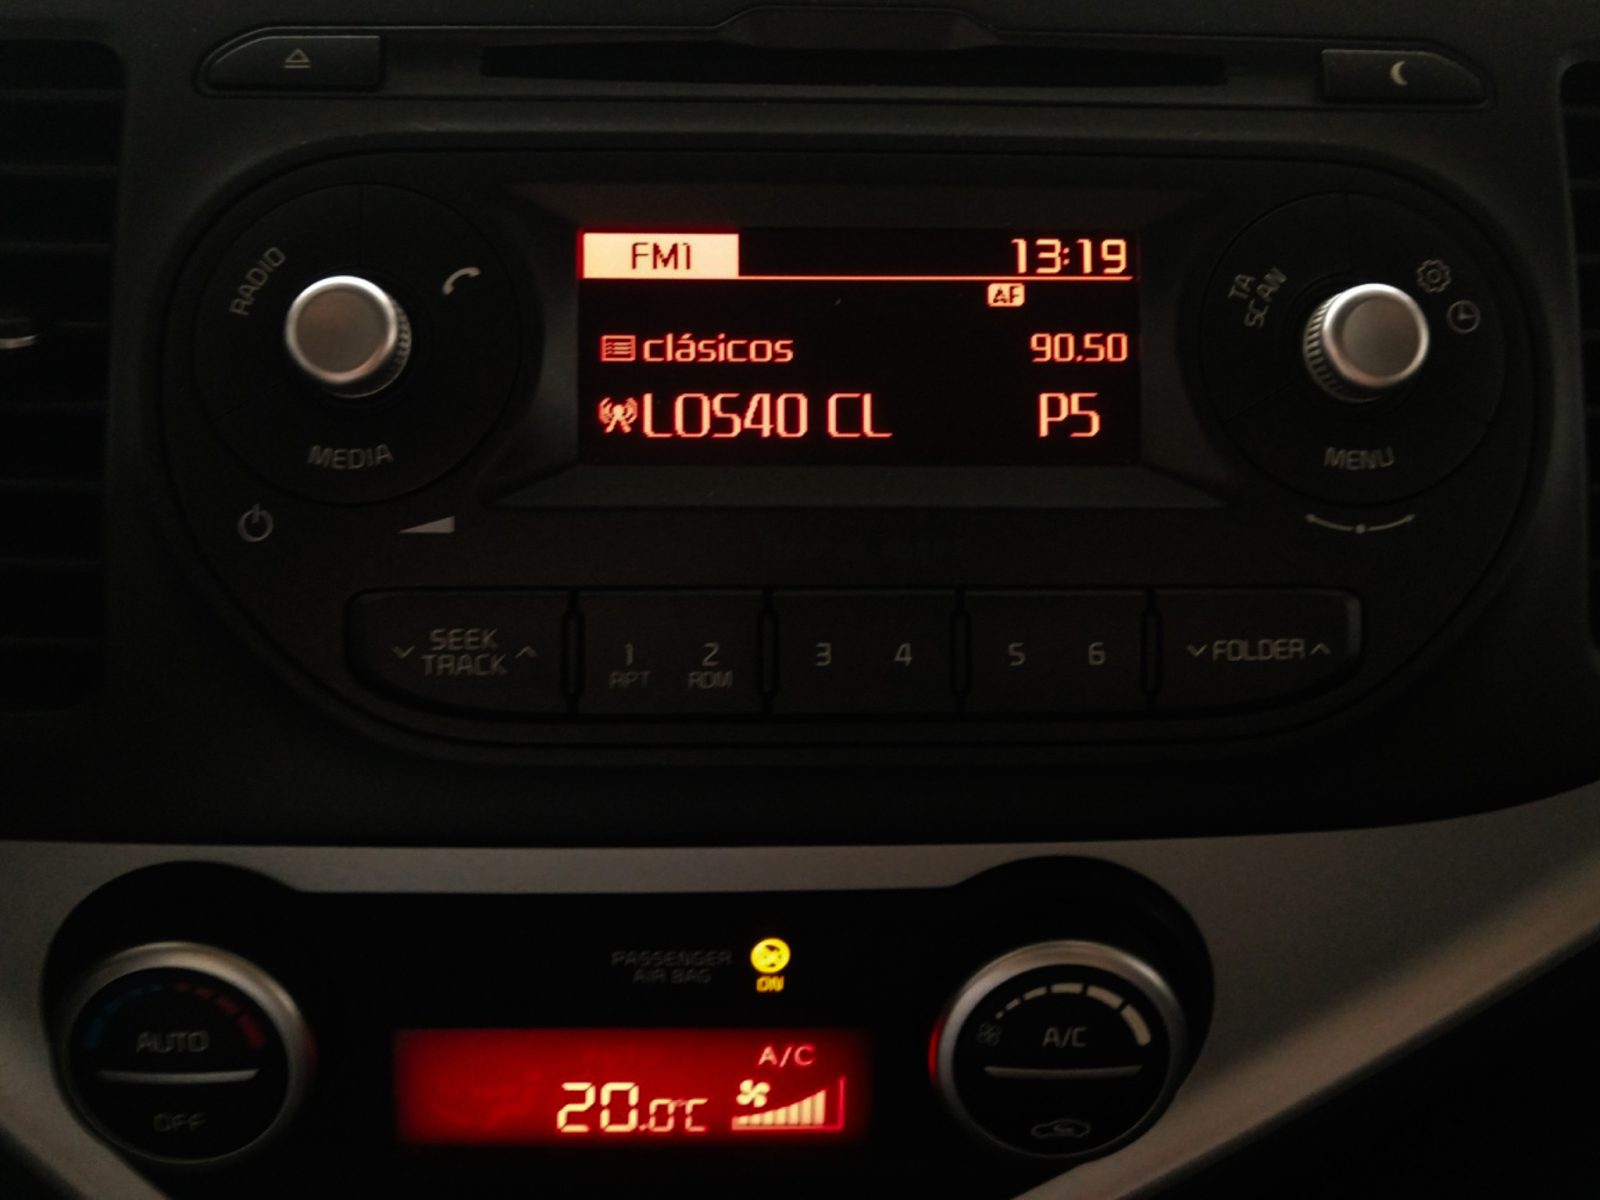 FM1 13:19
AF
clásicos 90.50
LOS40 CL P5
RADIO
MEDIA
TA
SCAN
MENU
SEEK
TRACK
1 2 3 4 5 6
RPT RDM
FOLDER
PASSENGER
AIR BAG
ON
AUTO
OFF
A/C
20.0°C
A/C